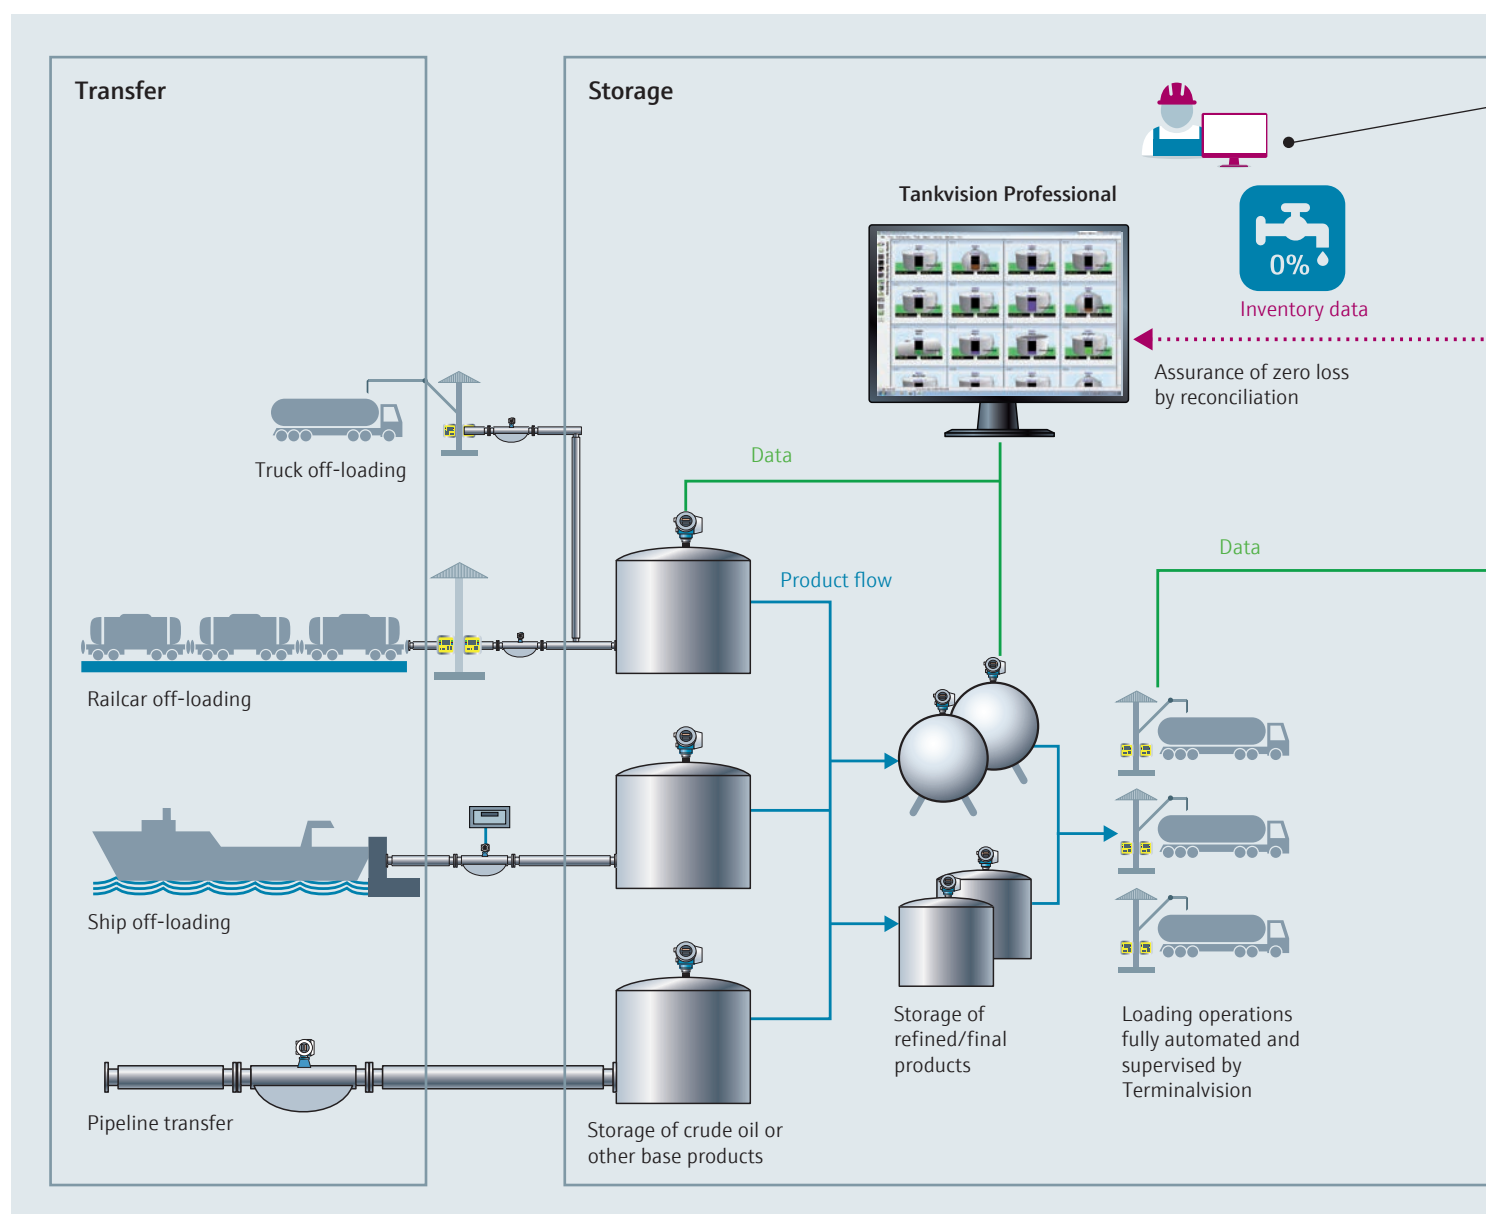 Transfer
Storage
Tankvision Professional
0%
Inventory data
Assurance of zero loss
by reconciliation
Truck off-loading
Data
Data
Product flow
Railcar off-loading
Ship off-loading
Storage of
refined/final
products
Loading operations
fully automated and
supervised by
Terminalvision
Pipeline transfer
Storage of crude oil or
other base products